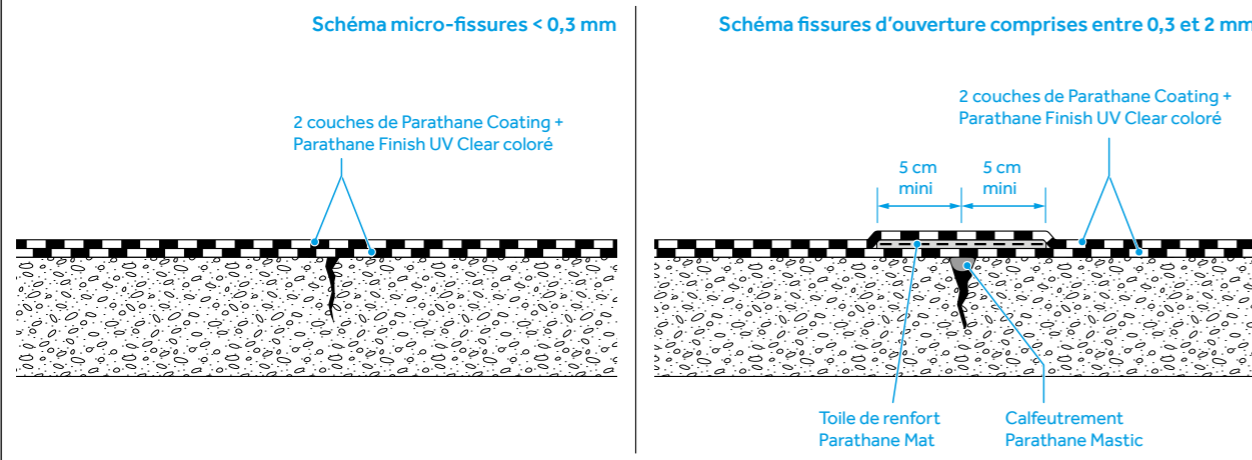 Schéma micro-fissures < 0,3 mm
2 couches de Parathane Coating +
Parathane Finish UV Clear coloré
Schéma fissures d'ouverture comprises entre 0,3 et 2 mm
2 couches de Parathane Coating +
Parathane Finish UV Clear coloré
5 cm
mini
5 cm
mini
Toile de renfort
Parathane Mat
Calfeutrement
Parathane Mastic